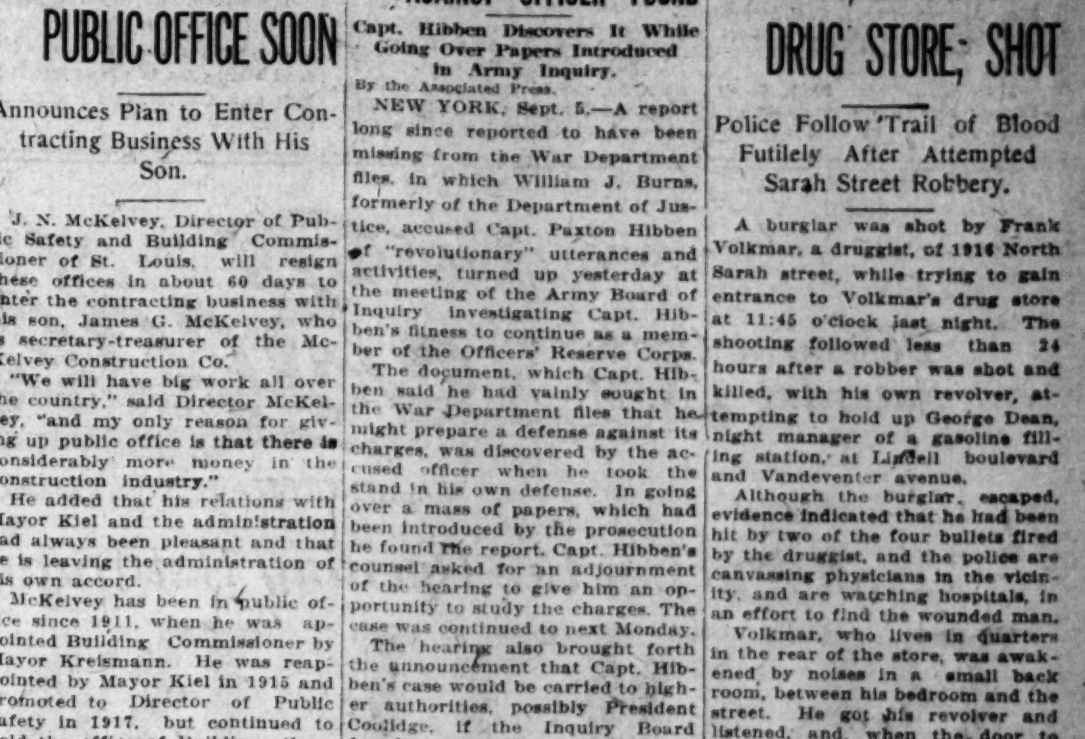 PUBLIC OFFICE SOON
Announces Plan to Enter Con-
tracting Business With His
Son.
J. N. McKelvey, Director of Pub-
ic Safety and Building Commis-
ioner of St. Louis, will resign
hese offices in about 60 days to
nter the contracting business with
is son, James G. McKelvey, who
s secretary-treasurer of the Mc-
Kelvey Construction Co.
"We will have big work all over
he country," said Director McKel-
ey, "and my only reason for giv-
ng up public office is that there is
onsiderably more money in the
onstruction industry."
He added that his relations with
Mayor Kiel and the administration
ad always been pleasant and that
e is leaving the administration of
is own accord.
McKelvey has been in public of-
ce since 1911, when he was ap-
ointed Building Commissioner by
Mayor Kreismann. He was reap-
ointed by Mayor Kiel in 1915 and
romoted to Director of Public
afety in 1917, but continued to
Capt. Hibben Discovers It While
Going Over Papers Introduced
in Army Inquiry.
By the Associated Press.
NEW YORK, Sept. 5.—A report
long since reported to have been
missing from the War Department
files, in which William J. Burns,
formerly of the Department of Jus-
tice, accused Capt. Paxton Hibben
of "revolutionary" utterances and
activities, turned up yesterday at
the meeting of the Army Board of
Inquiry investigating Capt. Hib-
ben's fitness to continue as a mem-
ber of the Officers' Reserve Corps.
The document, which Capt. Hib-
ben said he had vainly sought in
the War Department files that he
might prepare a defense against its
charges, was discovered by the ac-
cused officer when he took the
stand in his own defense. In going
over a mass of papers, which had
been introduced by the prosecution
he found the report. Capt. Hibben's
counsel asked for an adjournment
of the hearing to give him an op-
portunity to study the charges. The
case was continued to next Monday.
The hearing also brought forth
the announcement that Capt. Hib-
ben's case would be carried to high-
er authorities, possibly President
Coolidge, if the Inquiry Board
DRUG STORE; SHOT
Police Follow Trail of Blood
Futilely After Attempted
Sarah Street Robbery.
A burglar was shot by Frank
Volkmar, a druggist, of 1916 North
Sarah street, while trying to gain
entrance to Volkmar's drug store
at 11:45 o'clock last night. The
shooting followed less than 24
hours after a robber was shot and
killed, with his own revolver, at-
tempting to hold up George Dean,
night manager of a gasoline fill-
ing station, at Lindell boulevard
and Vandeventer avenue.
Although the burglar, escaped,
evidence indicated that he had been
hit by two of the four bullets fired
by the druggist, and the police are
canvassing physicians in the vicin-
ity, and are watching hospitals, in
an effort to find the wounded man.
Volkmar, who lives in quarters
in the rear of the store, was awak-
ened by noises in a small back
room, between his bedroom and the
street. He got his revolver and
listened, and, when the door to